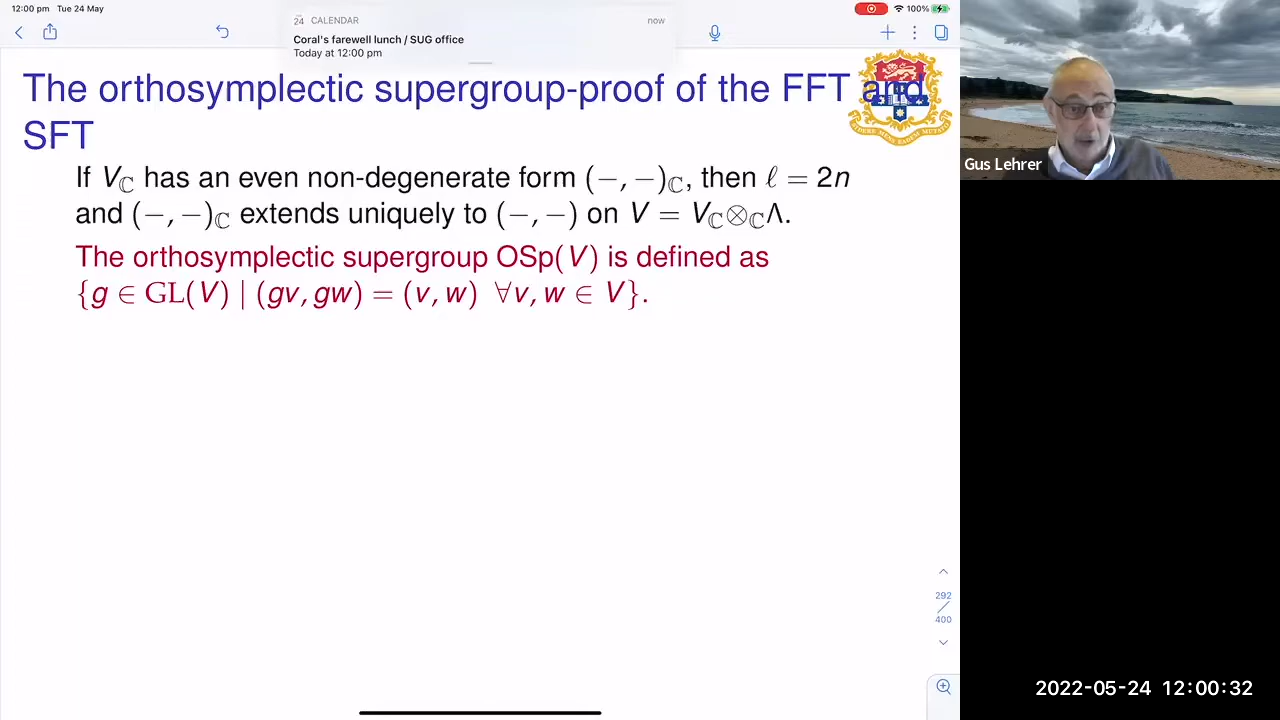 12:00 pm Tue 24 May
100%
24 CALENDAR
now
Coral's farewell lunch / SUG office
Today at 12:00 pm
The orthosymplectic supergroup-proof of the FFT and
SFT
If V_ℂ has an even non-degenerate form (−, −)_ℂ, then ℓ = 2n
and (−, −)_ℂ extends uniquely to (−, −) on V = V_ℂ⊗_ℂΛ.
The orthosymplectic supergroup OSp(V) is defined as
{g ∈ GL(V) | (gv, gw) = (v, w) ∀v, w ∈ V}.
292
400
Gus Lehrer
2022-05-24 12:00:32